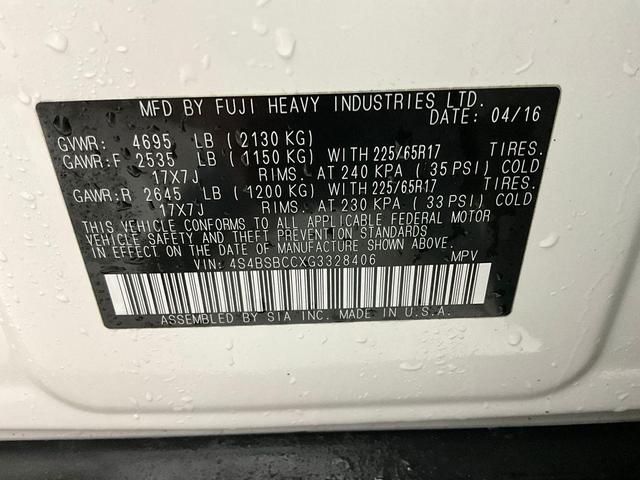 MFD BY FUJI HEAVY INDUSTRIES LTD.
DATE: 04/16
GVWR: 4695 LB (2130 KG)
GAWR:F 2535 LB (1150 KG) WITH 225/65R17 TIRES.
17X7J RIMS. AT 240 KPA (35 PSI) COLD
GAWR:R 2645 LB (1200 KG) WITH 225/65R17 TIRES.
17X7J RIMS. AT 230 KPA (33 PSI) COLD
THIS VEHICLE CONFORMS TO ALL APPLICABLE FEDERAL MOTOR
VEHICLE SAFETY AND THEFT PREVENTION STANDARDS
IN EFFECT ON THE DATE OF MANUFACTURE SHOWN ABOVE.
VIN: 4S4BSBCCXG3328406 MPV
ASSEMBLED BY SIA INC. MADE IN U.S.A.